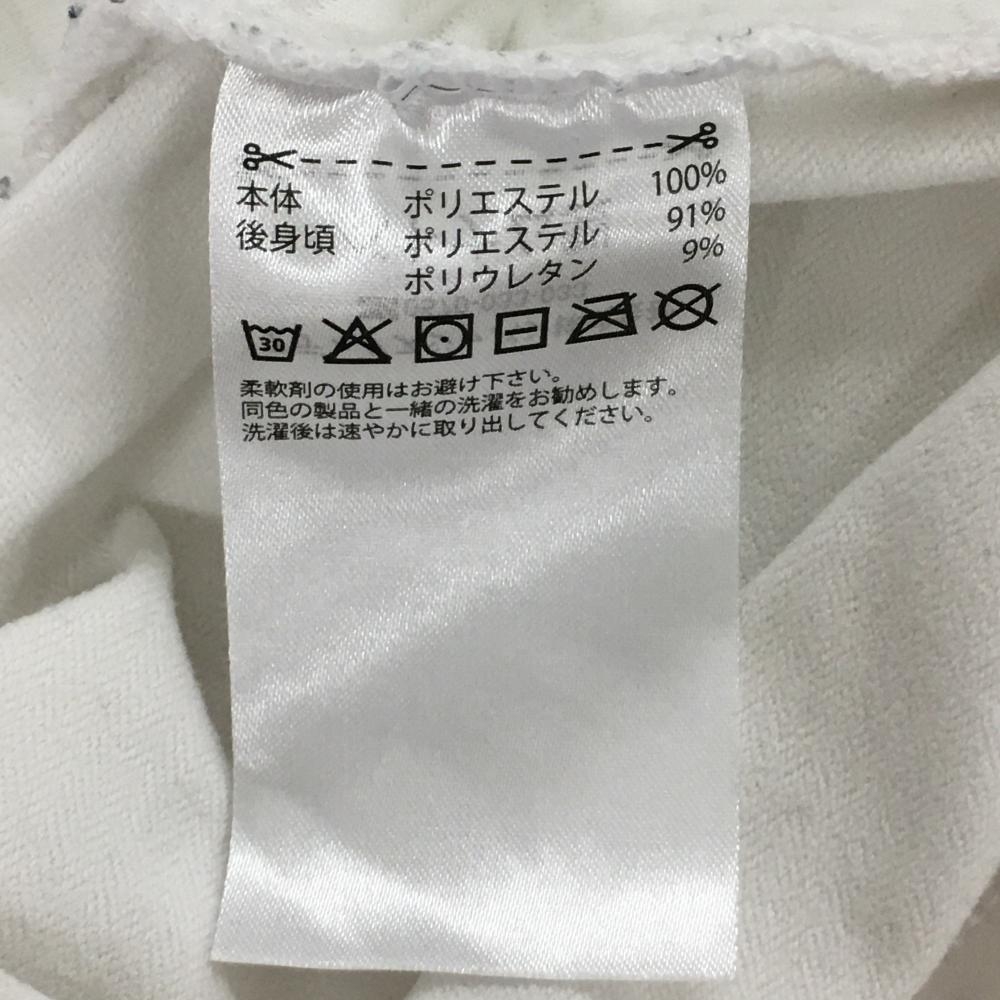 本体 ポリエステル 100%
後身頃 ポリエステル 91%
ポリウレタン 9%
30
柔軟剤の使用はお避け下さい。
同色の製品と一緒の洗濯をお勧めします。
洗濯後は速やかに取り出してください。